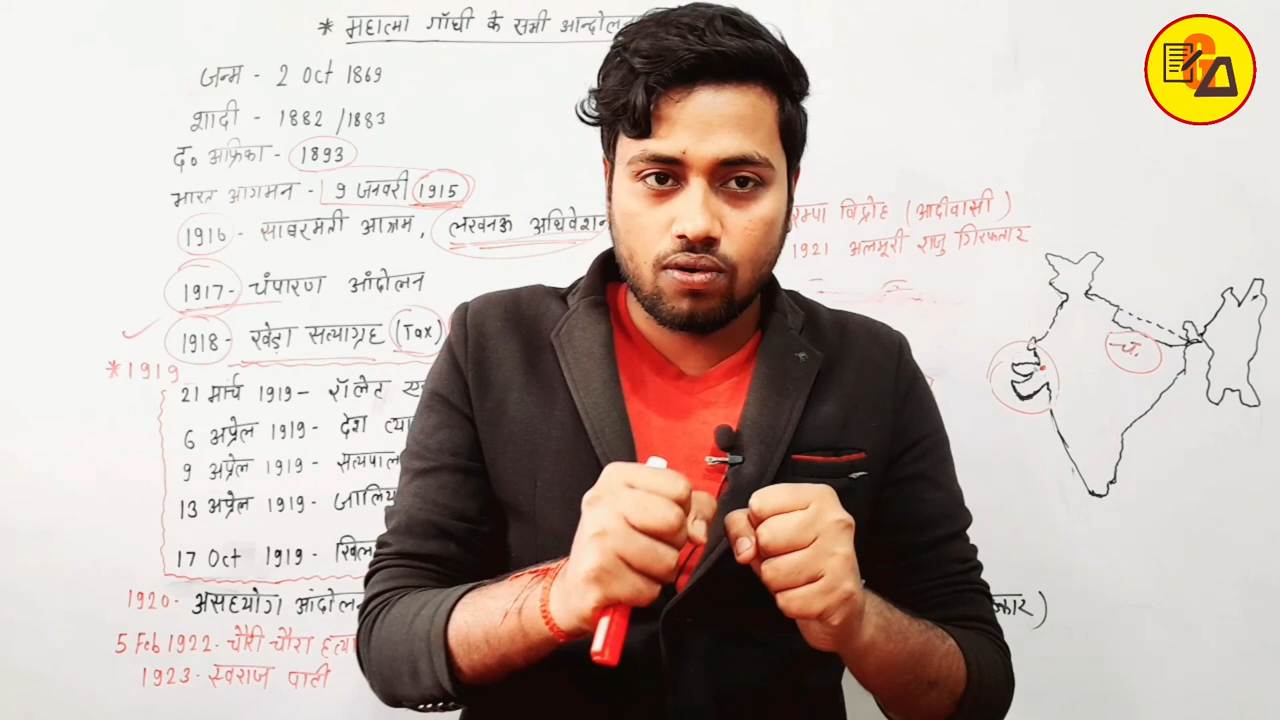 * महात्मा गाँधी के सभी आन्दोलन
जन्म - 2 Oct 1869
शादी - 1882 / 1883
द० अफ्रिका - 1893
भारत आगमन - 9 जनवरी 1915
1916 - साबरमती आश्रम, लखनऊ अधिवेशन
1917 - चंपारण आंदोलन
1918 - खेड़ा सत्याग्रह (Tax)
* 1919
21 मार्च 1919 - रॉलेट
6 अप्रैल 1919 - देश
9 अप्रैल 1919 - सत्यपाल
13 अप्रैल 1919 -
17 Oct 1919 -
1920 - असहयोग आंदोलन
5 Feb 1922 - चौरी-चौरा
1923 - स्वराज पार्टी
रम्पा विद्रोह (आदीवासी)
1921 अलमूरी राजु गिरफ्तार
चं.